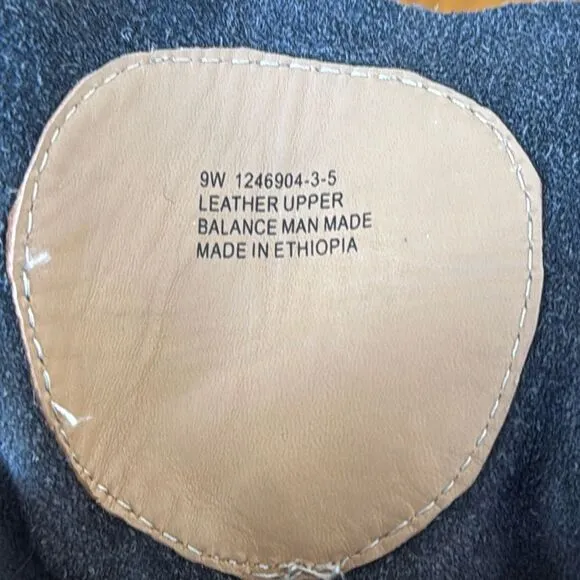 9W 1246904-3-5
LEATHER UPPER
BALANCE MAN MADE
MADE IN ETHIOPIA